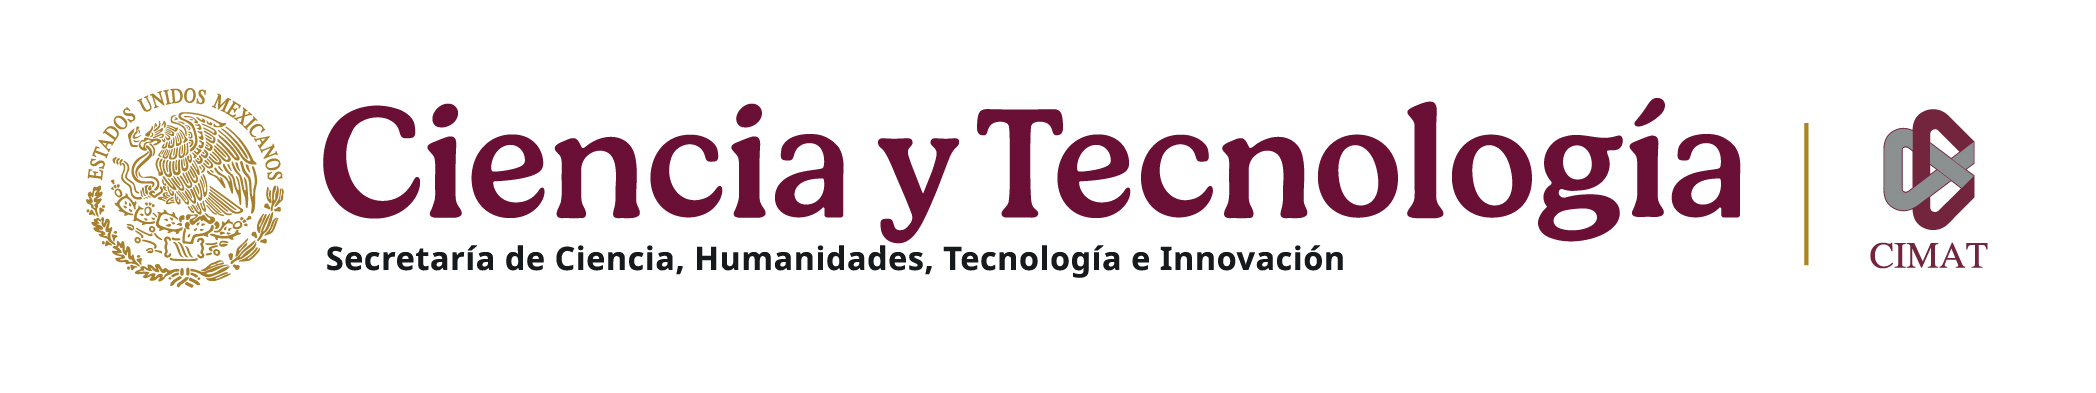 ESTADOS UNIDOS MEXICANOS
Ciencia y Tecnología
Secretaría de Ciencia, Humanidades, Tecnología e Innovación
CIMAT